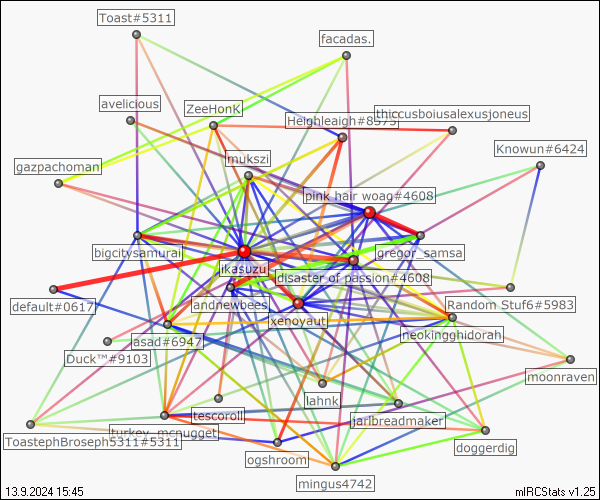 Toast#5311
facadas.
avelicious
ZeeHonK
thiccusboiusalexusjoneus
Heighleaigh#8575
Knowun#6424
mukszi
gazpachoman
pink hair woag#4608
bigcitysamurai
gregor_samsa
ikasuzu
disaster of passion#4608
default#0617
andnewbees
Random Stuf6#5983
xenoyaut
jasad#6947
neokingghidorah
Duck™#9103
moonraven
lahnk
tescoroll
jaribreadmaker
turkey_mcnugget
ToastephBroseph5311#5311
doggerdig
ogshroom
mingus4742
13.9.2024 15:45
mIRCStats v1.25